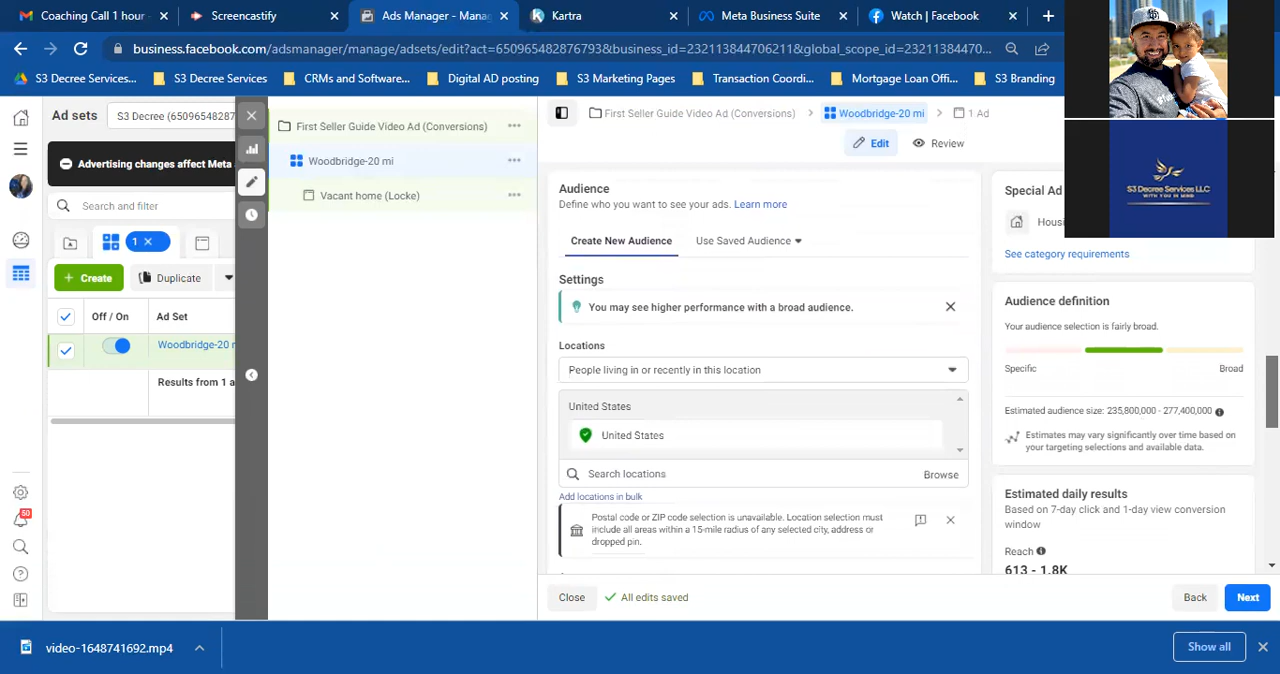 Coaching Call 1 hour
Screencastify
Ads Manager - Mana
Kartra
Meta Business Suite
Watch | Facebook
business.facebook.com/adsmanager/manage/adsets/edit?act=650965482876793&business_id=232113844706211&global_scope_id=23211384470...
S3 Decree Services...
S3 Decree Services
CRMs and Software...
Digital AD posting
S3 Marketing Pages
Transaction Coordi...
Mortgage Loan Offi...
S3 Branding
Ad sets
S3 Decree (65096548287
First Seller Guide Video Ad (Conversions)
Woodbridge-20 mi
Vacant home (Locke)
Advertising changes affect Meta
Search and filter
1
Create
Duplicate
Off / On
Ad Set
Woodbridge-20 m
Results from 1 a
50
First Seller Guide Video Ad (Conversions)
Woodbridge-20 mi
1 Ad
Edit
Review
Audience
Define who you want to see your ads. Learn more
Create New Audience
Use Saved Audience
Settings
You may see higher performance with a broad audience.
Locations
People living in or recently in this location
United States
United States
Search locations
Browse
Add locations in bulk
Postal code or ZIP code selection is unavailable. Location selection must
include all areas within a 15-mile radius of any selected city, address or
dropped pin.
Close
All edits saved
Back
Next
S3 Decree Services LLC
WITH YOU IN MIND
Special Ad
Housi
See category requirements
Audience definition
Your audience selection is fairly broad.
Specific
Broad
Estimated audience size: 235,800,000 - 277,400,000
Estimates may vary significantly over time based on
your targeting selections and available data.
Estimated daily results
Based on 7-day click and 1-day view conversion
window
Reach
613 - 1.8K
video-1648741692.mp4
Show all